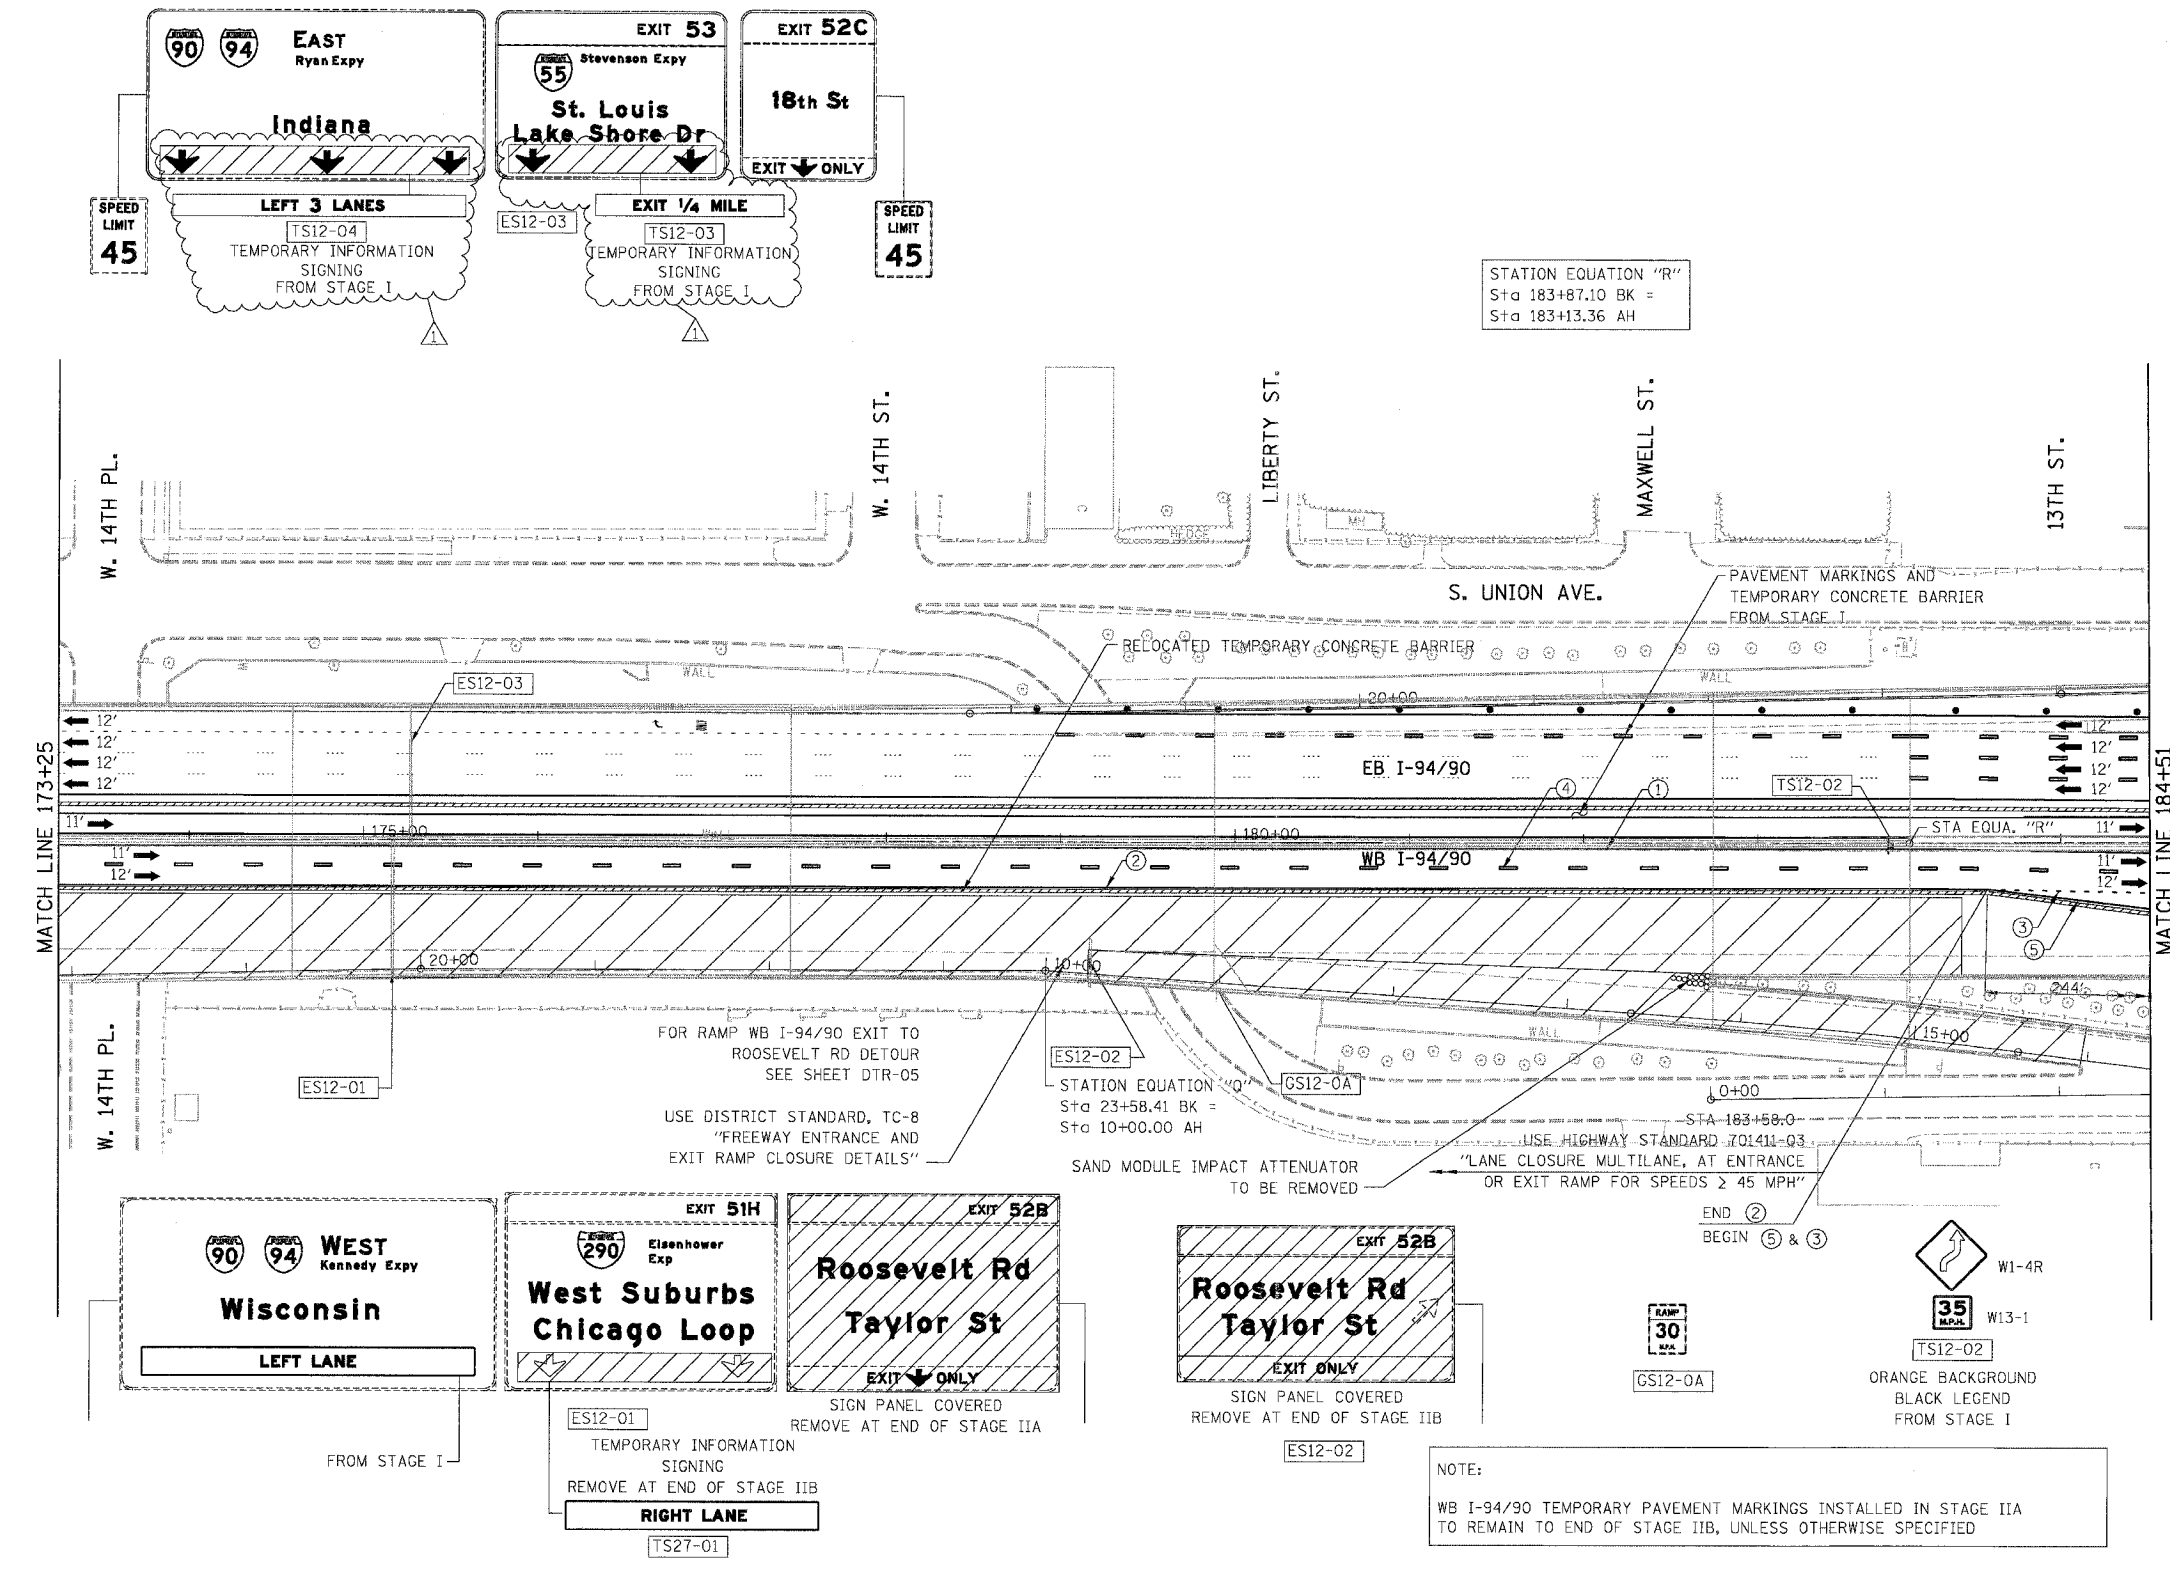 90 94 EAST
Ryan Expy
Indiana
EXIT 53
55 Stevenson Expy
St. Louis
Lake Shore Dr
EXIT 52C
18th St
EXIT ONLY
SPEED
LIMIT
45
LEFT 3 LANES
TS12-04
TEMPORARY INFORMATION
SIGNING
FROM STAGE I
1
ES12-03
EXIT 1/4 MILE
TS12-03
TEMPORARY INFORMATION
SIGNING
FROM STAGE I
1
SPEED
LIMIT
45
STATION EQUATION "R"
Sta 183+87.10 BK =
Sta 183+13.36 AH
W. 14TH PL.
W. 14TH ST.
LIBERTY ST.
MAXWELL ST.
13TH ST.
MH
HEDGE
S. UNION AVE.
PAVEMENT MARKINGS AND
TEMPORARY CONCRETE BARRIER
FROM STAGE I
RELOCATED TEMPORARY CONCRETE BARRIER
WALL
WALL
ES12-03
20+00
12'
12'
12'
12'
12'
12'
12'
12'
EB I-94/90
4
1
TS12-02
MATCH LINE 173+25
MATCH LINE 184+51
11'
175+00
WALL
180+00
STA EQUA. "R"
11'
11'
12'
2
WB I-94/90
11'
12'
3
5
20+00
10+00
244'
15+00
WALL
W. 14TH PL.
ES12-01
FOR RAMP WB I-94/90 EXIT TO
ROOSEVELT RD DETOUR
SEE SHEET DTR-05
USE DISTRICT STANDARD, TC-8
"FREEWAY ENTRANCE AND
EXIT RAMP CLOSURE DETAILS"
ES12-02
STATION EQUATION "Q"
Sta 23+58.41 BK =
Sta 10+00.00 AH
GS12-0A
0+00
SAND MODULE IMPACT ATTENUATOR
TO BE REMOVED
STA 183+58.0
USE HIGHWAY STANDARD 701411-03
"LANE CLOSURE MULTILANE, AT ENTRANCE
OR EXIT RAMP FOR SPEEDS ≥ 45 MPH"
END 2
BEGIN 5 & 3
90 94 WEST
Kennedy Expy
Wisconsin
LEFT LANE
FROM STAGE I
EXIT 51H
290 Eisenhower
Exp
West Suburbs
Chicago Loop
ES12-01
TEMPORARY INFORMATION
SIGNING
REMOVE AT END OF STAGE IIB
RIGHT LANE
TS27-01
EXIT 52B
Roosevelt Rd
Taylor St
EXIT ONLY
SIGN PANEL COVERED
REMOVE AT END OF STAGE IIA
EXIT 52B
Roosevelt Rd
Taylor St
EXIT ONLY
SIGN PANEL COVERED
REMOVE AT END OF STAGE IIB
ES12-02
RAMP
30
M.P.H.
GS12-0A
W1-4R
35
M.P.H.
W13-1
TS12-02
ORANGE BACKGROUND
BLACK LEGEND
FROM STAGE I
NOTE:
WB I-94/90 TEMPORARY PAVEMENT MARKINGS INSTALLED IN STAGE IIA
TO REMAIN TO END OF STAGE IIB, UNLESS OTHERWISE SPECIFIED